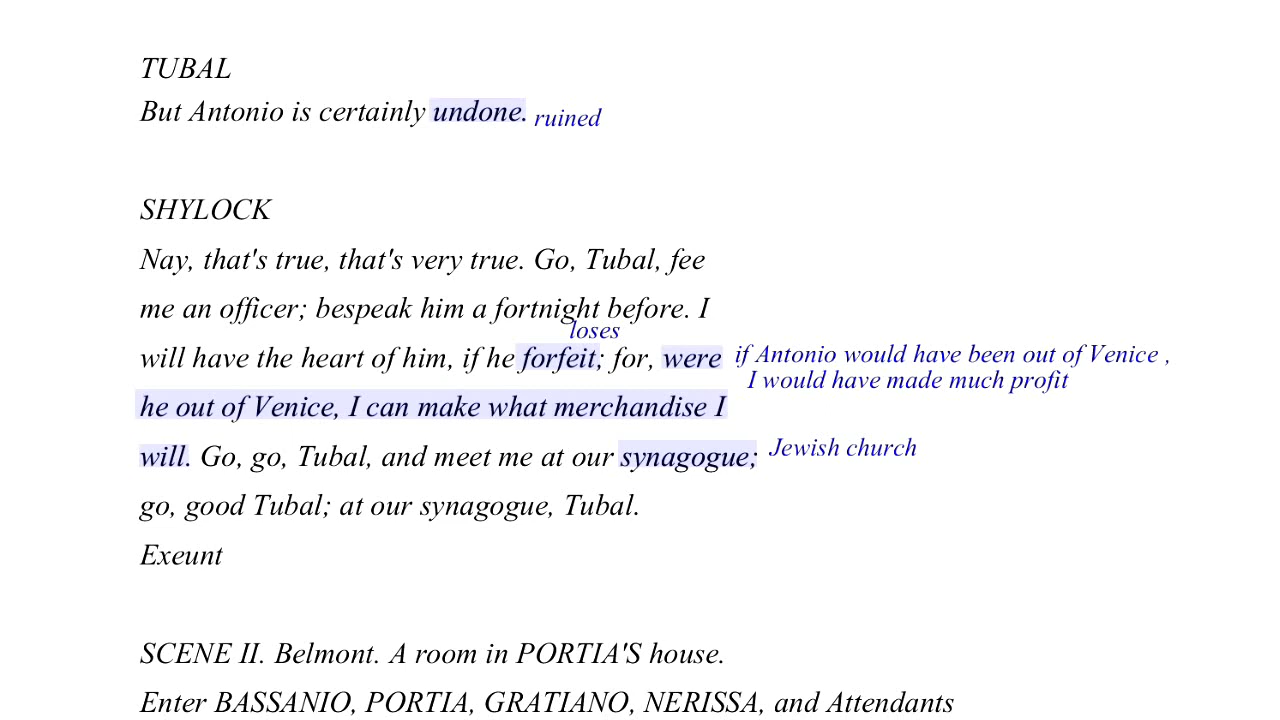 TUBAL
But Antonio is certainly undone. ruined
SHYLOCK
Nay, that's true, that's very true. Go, Tubal, fee
me an officer; bespeak him a fortnight before. I
loses
will have the heart of him, if he forfeit; for, were if Antonio would have been out of Venice ,
I would have made much profit
he out of Venice, I can make what merchandise I
will. Go, go, Tubal, and meet me at our synagogue; Jewish church
go, good Tubal; at our synagogue, Tubal.
Exeunt
SCENE II. Belmont. A room in PORTIA'S house.
Enter BASSANIO, PORTIA, GRATIANO, NERISSA, and Attendants